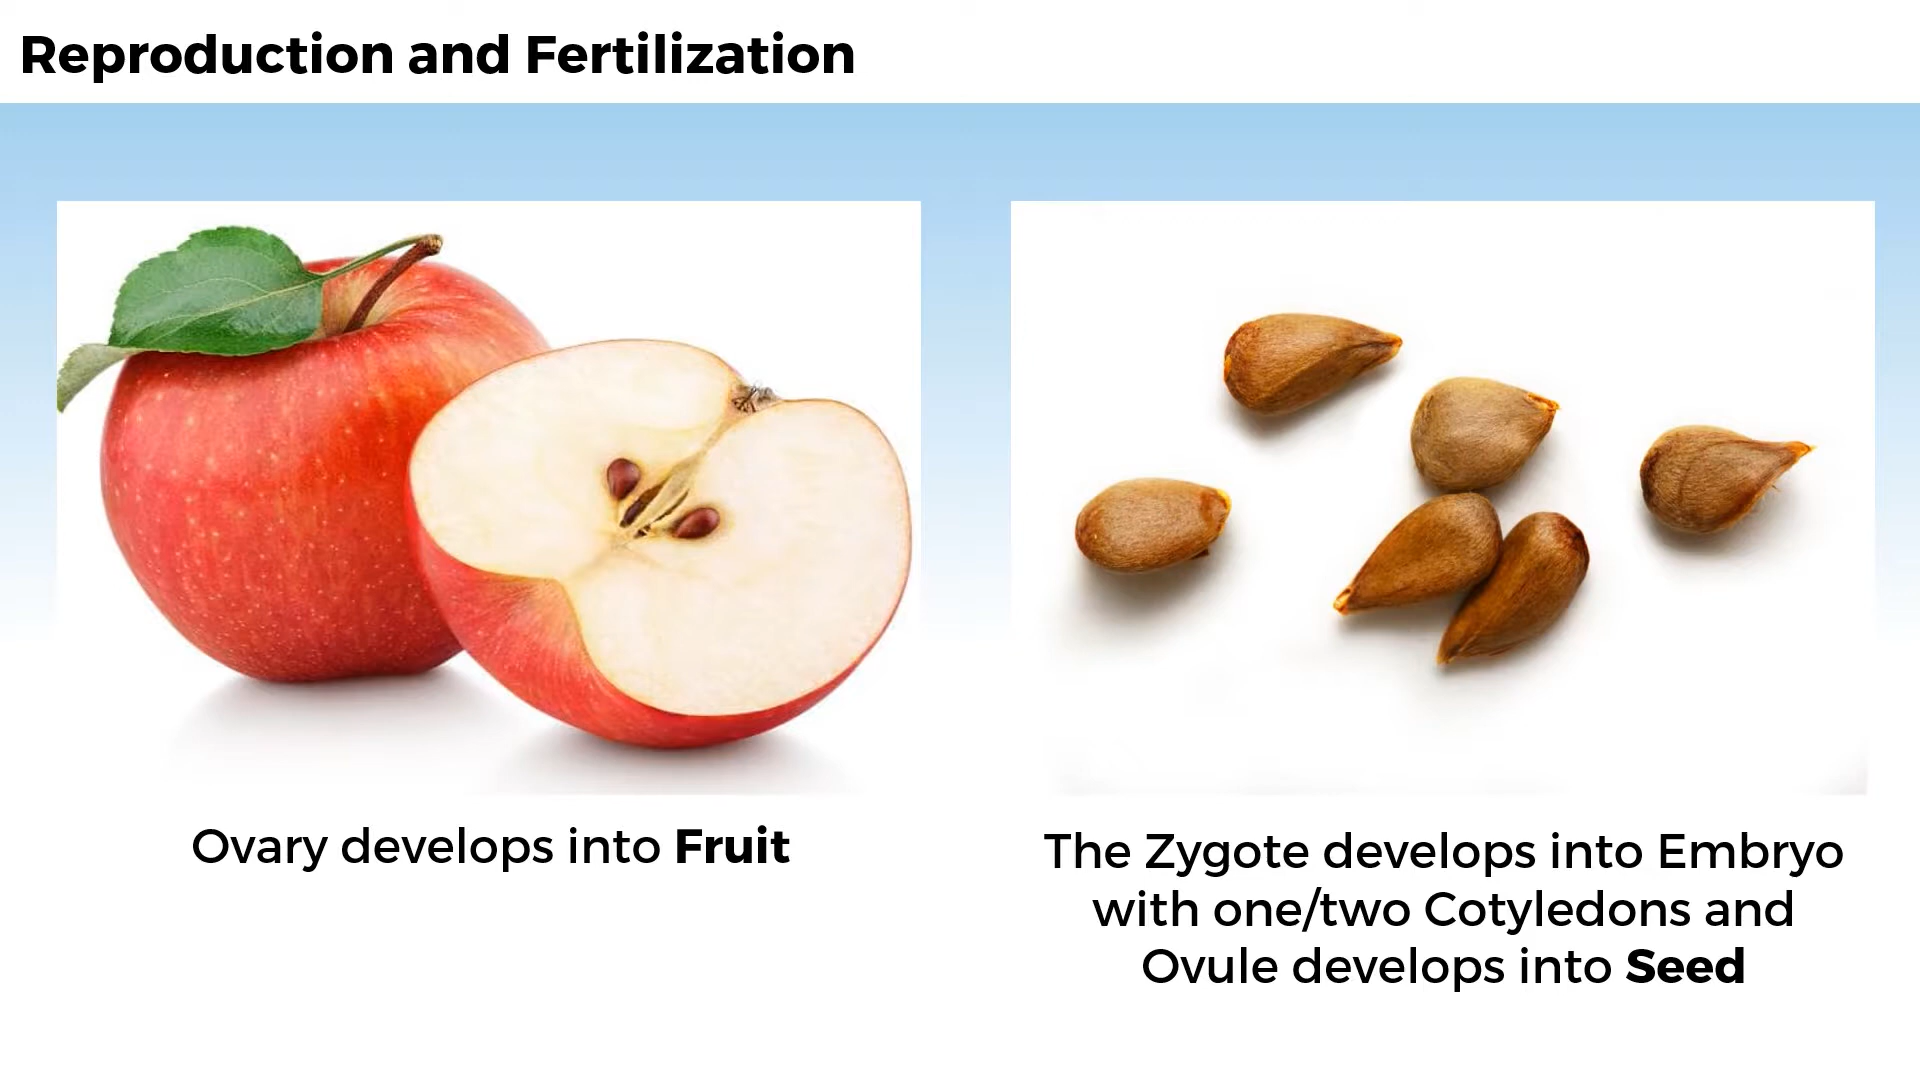 Reproduction and Fertilization
Ovary develops into Fruit
The Zygote develops into Embryo
with one/two Cotyledons and
Ovule develops into Seed